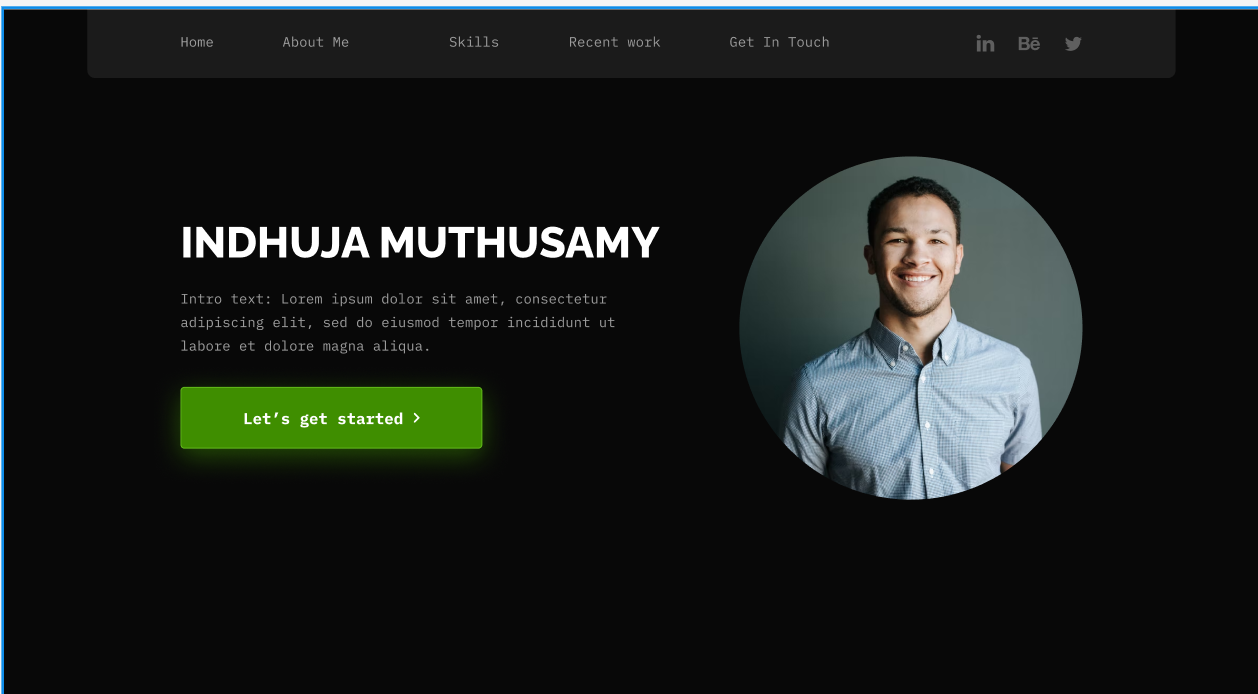 Home About Me Skills Recent work Get In Touch in Bē
INDHUJA MUTHUSAMY
Intro text: Lorem ipsum dolor sit amet, consectetur
adipiscing elit, sed do eiusmod tempor incididunt ut
labore et dolore magna aliqua.
Let’s get started >